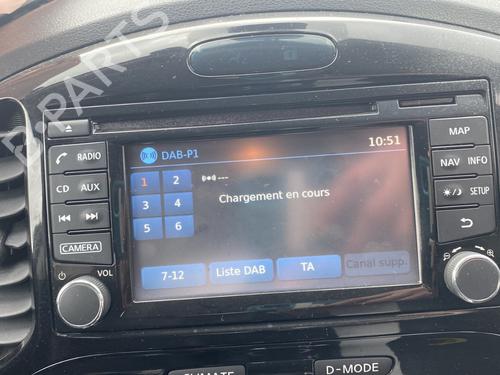 B-PARTS
MAP
RADIO
DAB-P1
10:51
NAV INFO
CD AUX
1 2
---
SETUP
3 4
Chargement en cours
5 6
CAMERA
VOL
7-12
Liste DAB
TA
Canal supp.
CLIMATE
D-MODE